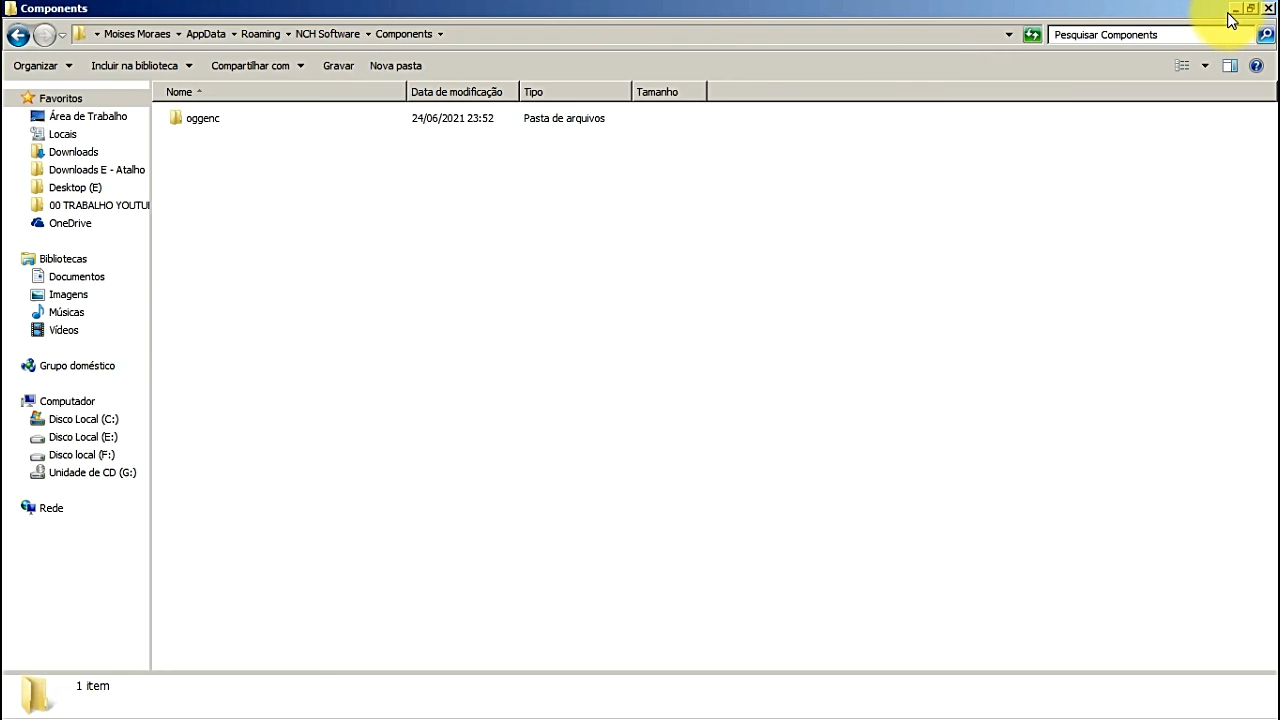 Components
Moises Moraes AppData Roaming NCH Software Components
Pesquisar Components
Organizar Incluir na biblioteca Compartilhar com Gravar Nova pasta
Nome Data de modificação Tipo Tamanho
oggenc 24/06/2021 23:52 Pasta de arquivos
Favoritos
Área de Trabalho
Locais
Downloads
Downloads E - Atalho
Desktop (E)
00 TRABALHO YOUTU
OneDrive
Bibliotecas
Documentos
Imagens
Músicas
Vídeos
Grupo doméstico
Computador
Disco Local (C:)
Disco Local (E:)
Disco local (F:)
Unidade de CD (G:)
Rede
1 item